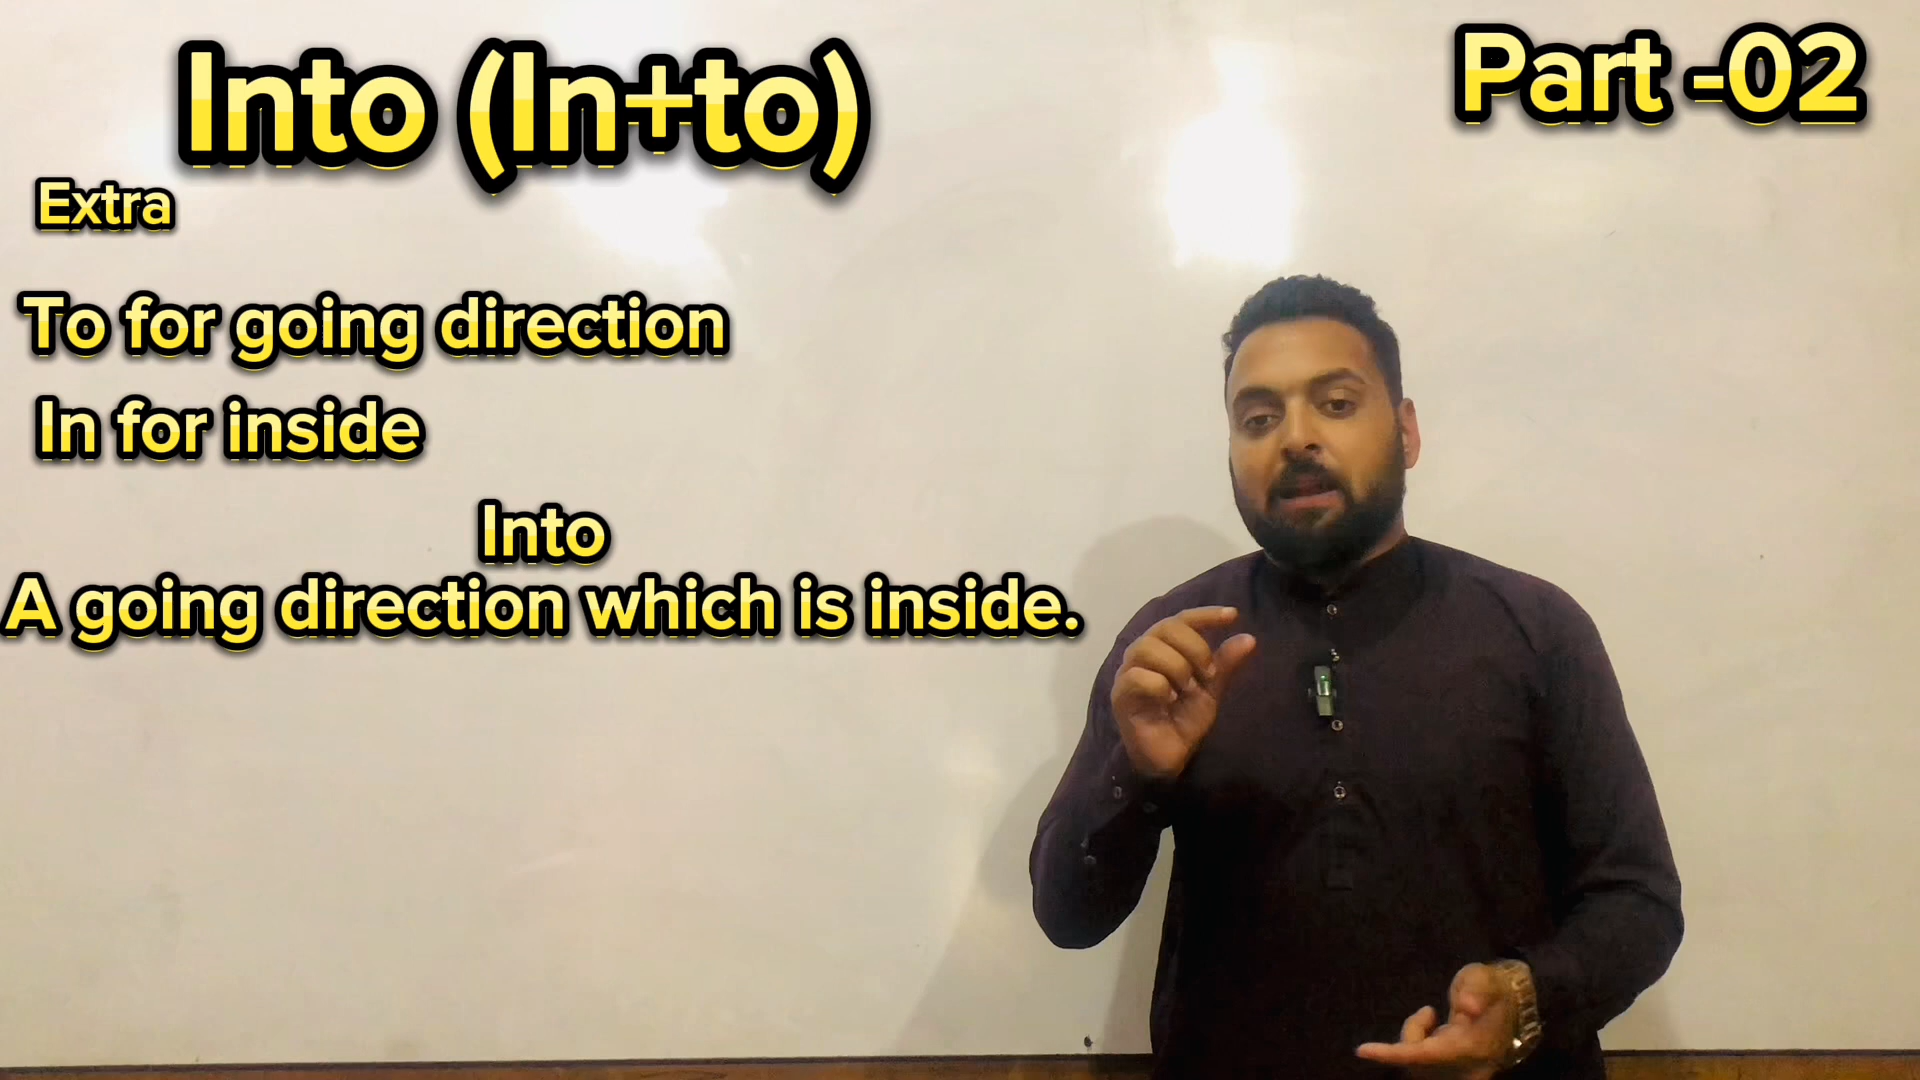 Into (In+to)
Part -02
Extra
To for going direction
In for inside
Into
A going direction which is inside.